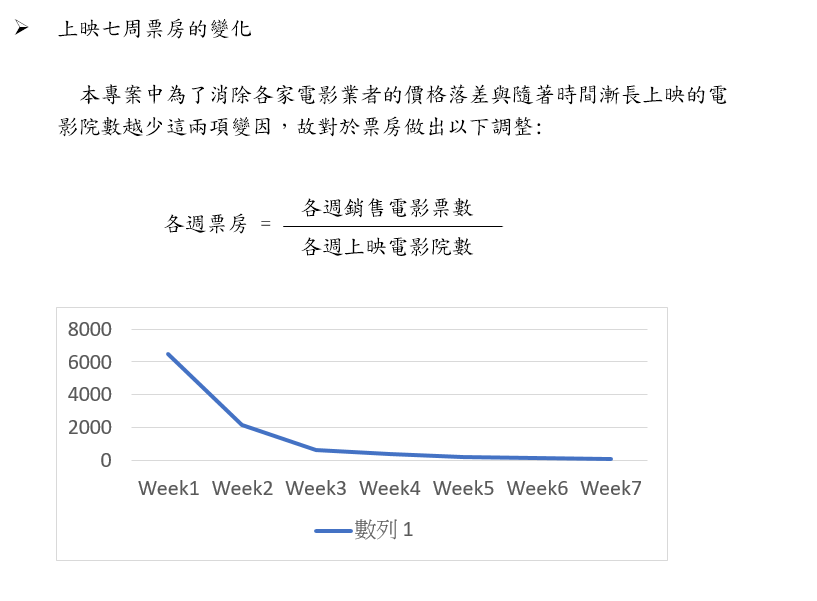 ➢ 上映七周票房的變化
本專案中為了消除各家電影業者的價格落差與隨著時間漸長上映的電
影院數越少這兩項變因，故對於票房做出以下調整:
各週銷售電影票數
各週票房 =
各週上映電影院數
8000
6000
4000
2000
0
Week1 Week2 Week3 Week4 Week5 Week6 Week7
數列 1